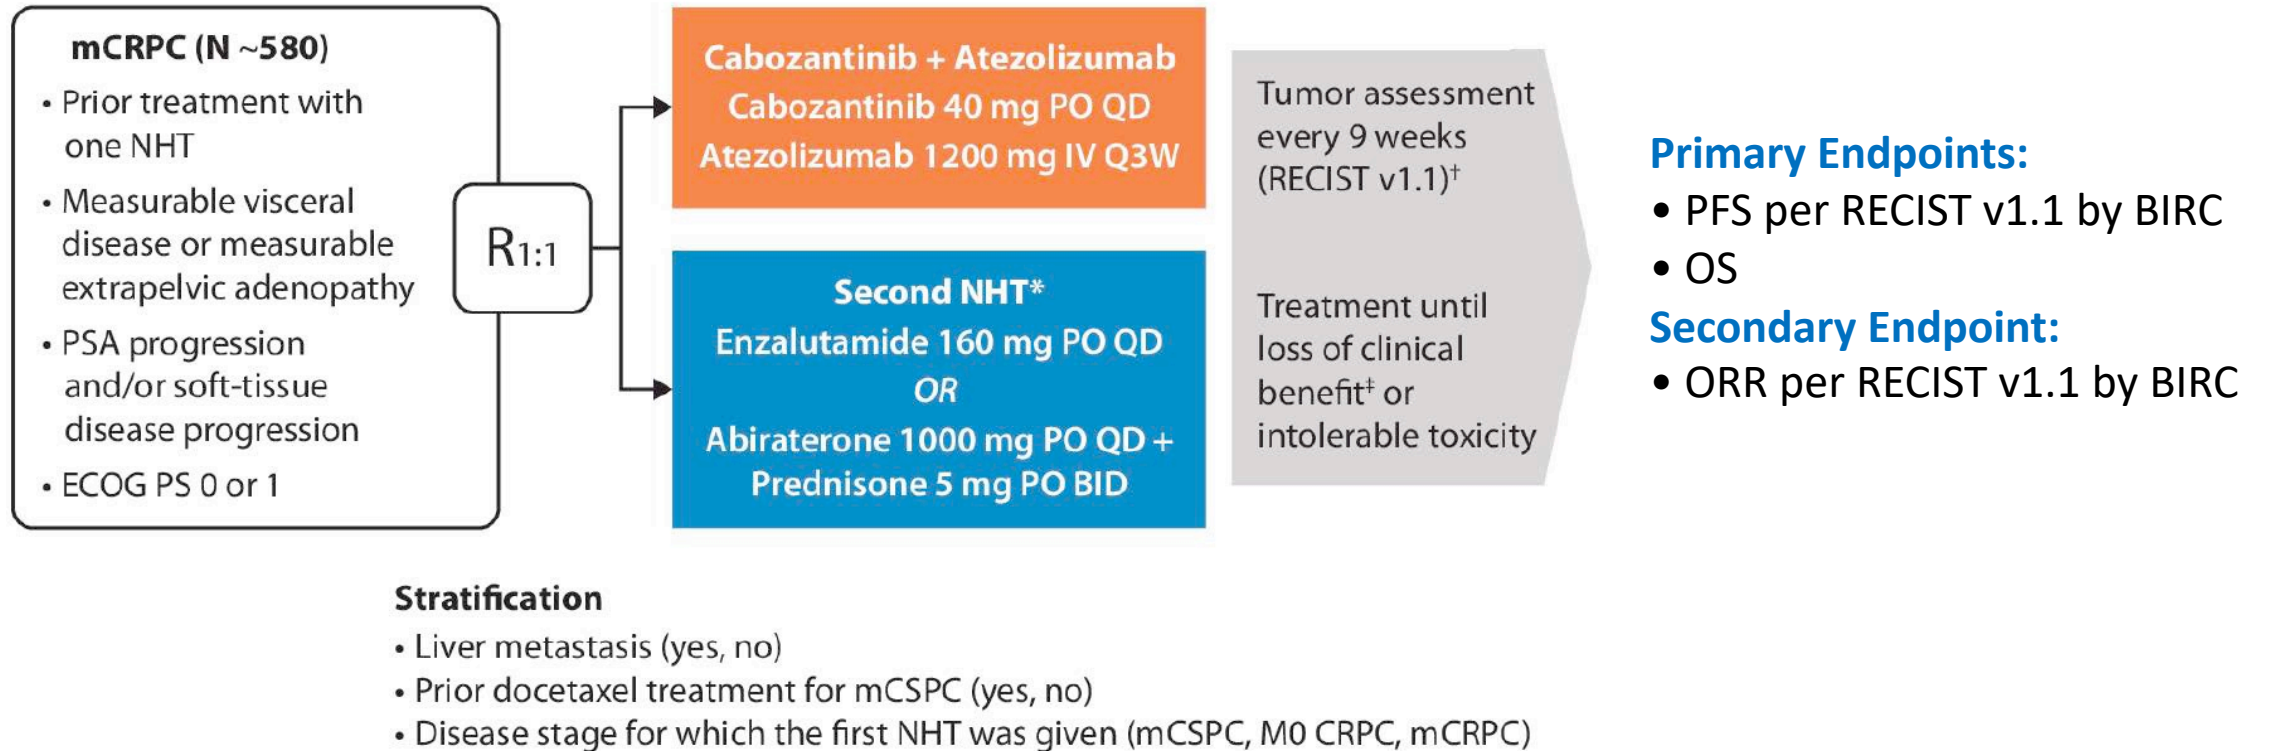 mCRPC (N ~580)
• Prior treatment with
one NHT
• Measurable visceral
disease or measurable
extrapelvic adenopathy
• PSA progression
and/or soft-tissue
disease progression
• ECOG PS 0 or 1
R1:1
Cabozantinib + Atezolizumab
Cabozantinib 40 mg PO QD
Atezolizumab 1200 mg IV Q3W
Second NHT*
Enzalutamide 160 mg PO QD
OR
Abiraterone 1000 mg PO QD +
Prednisone 5 mg PO BID
Tumor assessment
every 9 weeks
(RECIST v1.1)†
Treatment until
loss of clinical
benefit‡ or
intolerable toxicity
Primary Endpoints:
• PFS per RECIST v1.1 by BIRC
• OS
Secondary Endpoint:
• ORR per RECIST v1.1 by BIRC
Stratification
• Liver metastasis (yes, no)
• Prior docetaxel treatment for mCSPC (yes, no)
• Disease stage for which the first NHT was given (mCSPC, M0 CRPC, mCRPC)